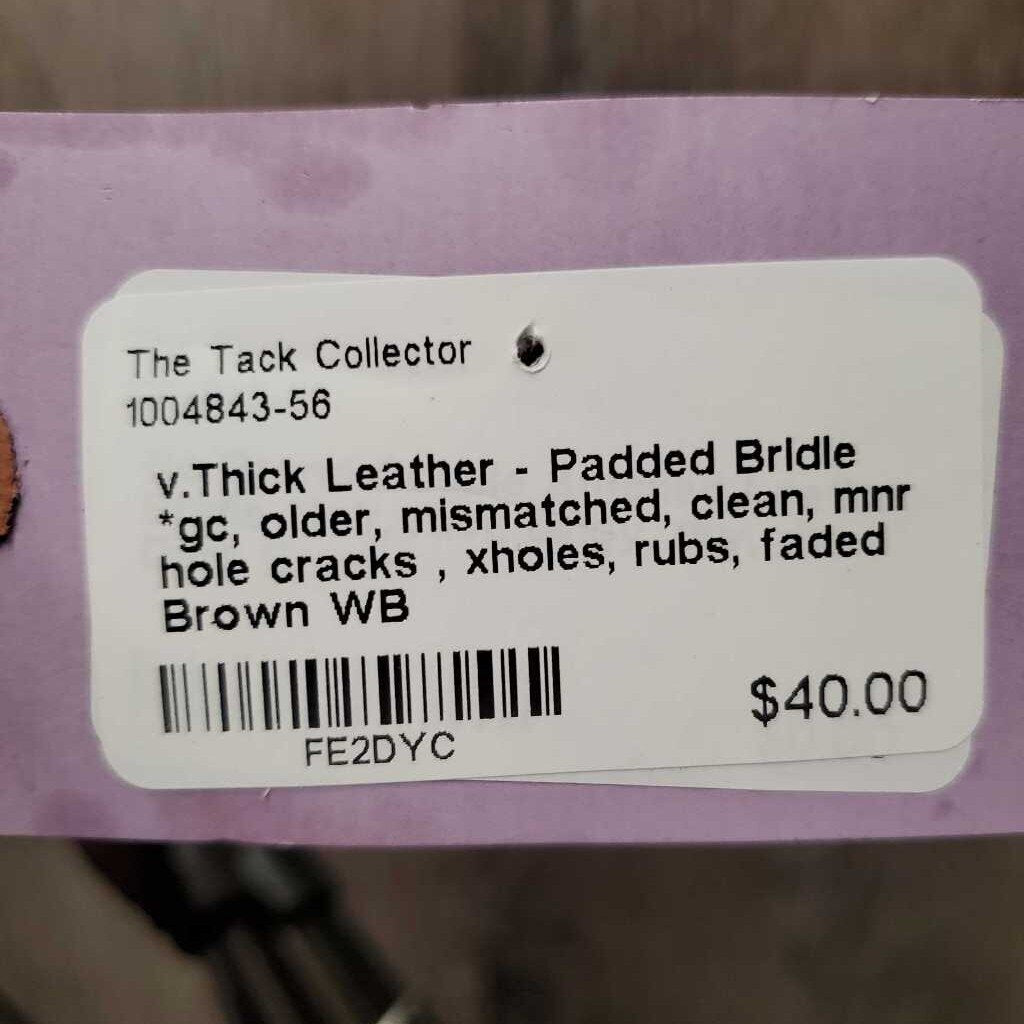 The Tack Collector
1004843-56
v.Thick Leather - Padded Brldle
*gc, older, mismatched, clean, mnr
hole cracks , xholes, rubs, faded
Brown WB
$40.00
FE2DYC